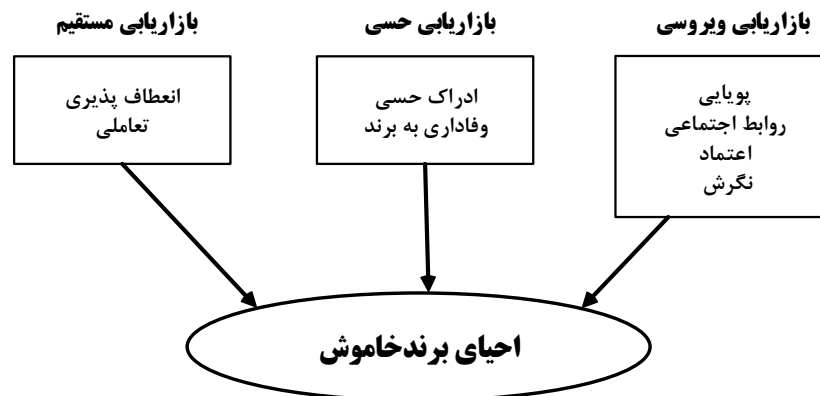 بازاریابی ویروسی
پویایی
روابط اجتماعی
اعتماد
نگرش
بازاریابی حسی
ادراک حسی
وفاداری به برند
بازاریابی مستقیم
انعطاف پذیری
تعاملی
احیای برندخاموش